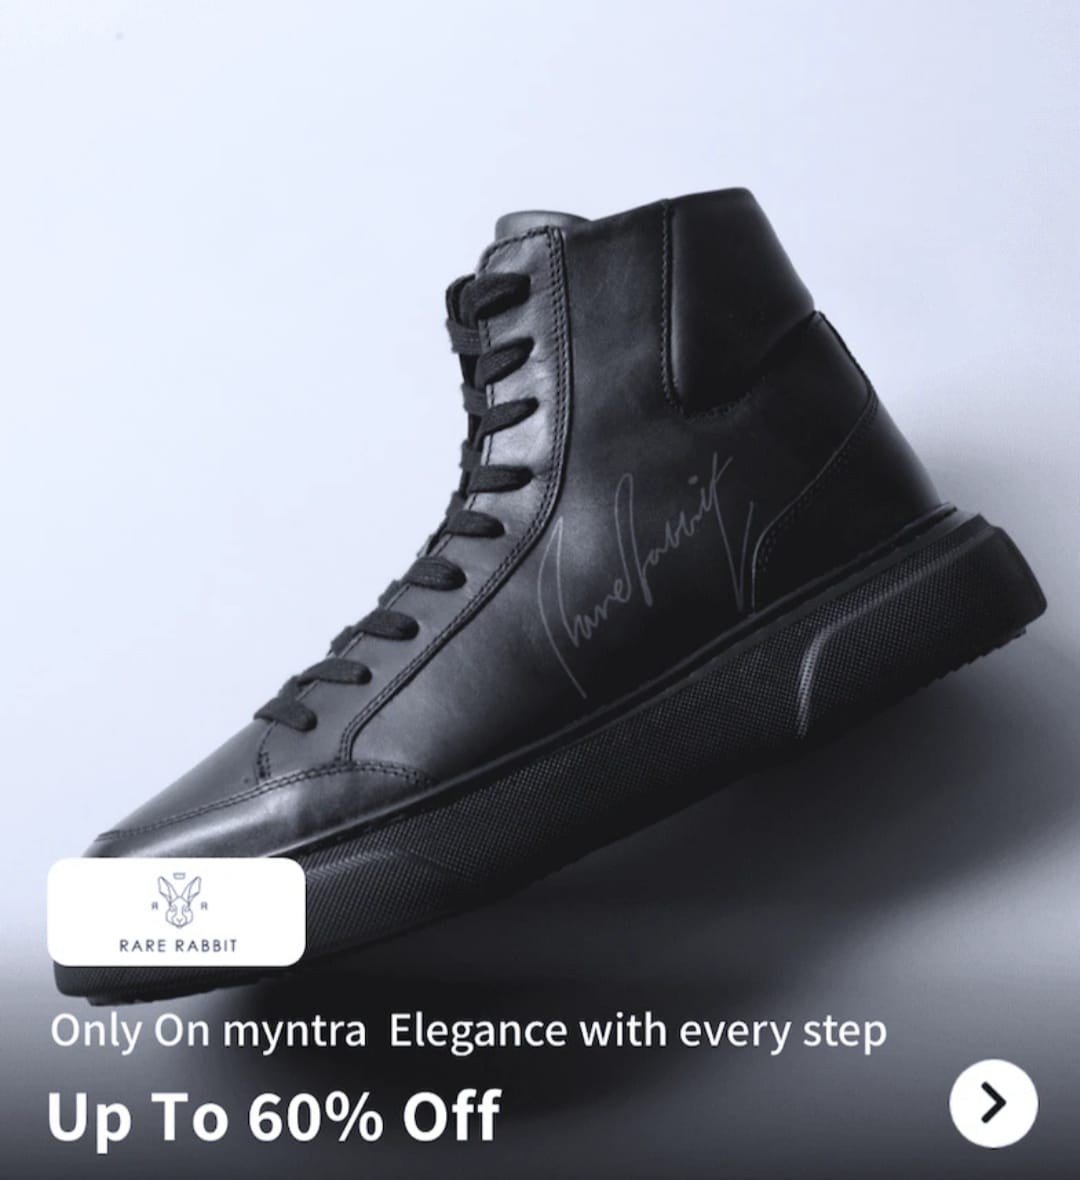 Rare Rabbit
R R
RARE RABBIT
Only On myntra Elegance with every step
Up To 60% Off